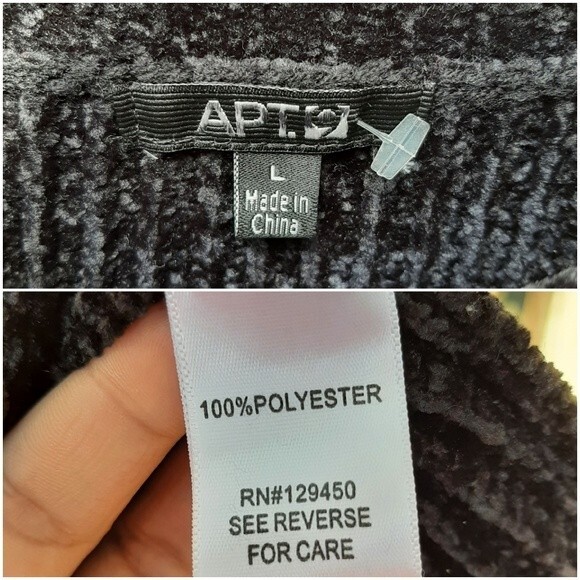 APT. 9
L
Made in
China
100%POLYESTER
RN#129450
SEE REVERSE
FOR CARE